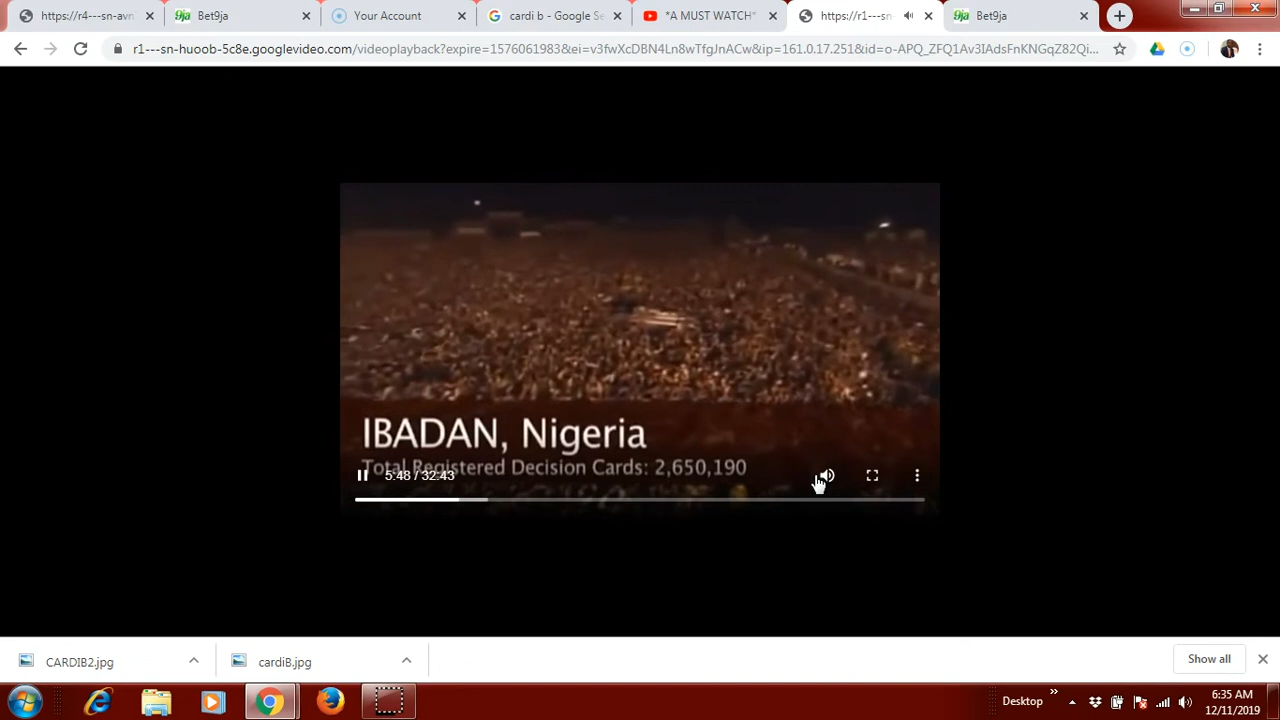 https://r4---sn-avn
Bet9ja
Your Account
cardi b - Google Se
*A MUST WATCH*
https://r1---sn-
Bet9ja
r1---sn-huoob-5c8e.googlevideo.com/videoplayback?expire=1576061983&ei=v3fwXcDBN4Ln8wTfgJnACw&ip=161.0.17.251&id=o-APQ_ZFQ1Av3IAdsFnKNGqZ82Qi...
IBADAN, Nigeria
Total Registered Decision Cards: 2,650,190
5:48 / 32:43
CARDIB2.jpg
cardiB.jpg
Show all
Desktop
6:35 AM
12/11/2019